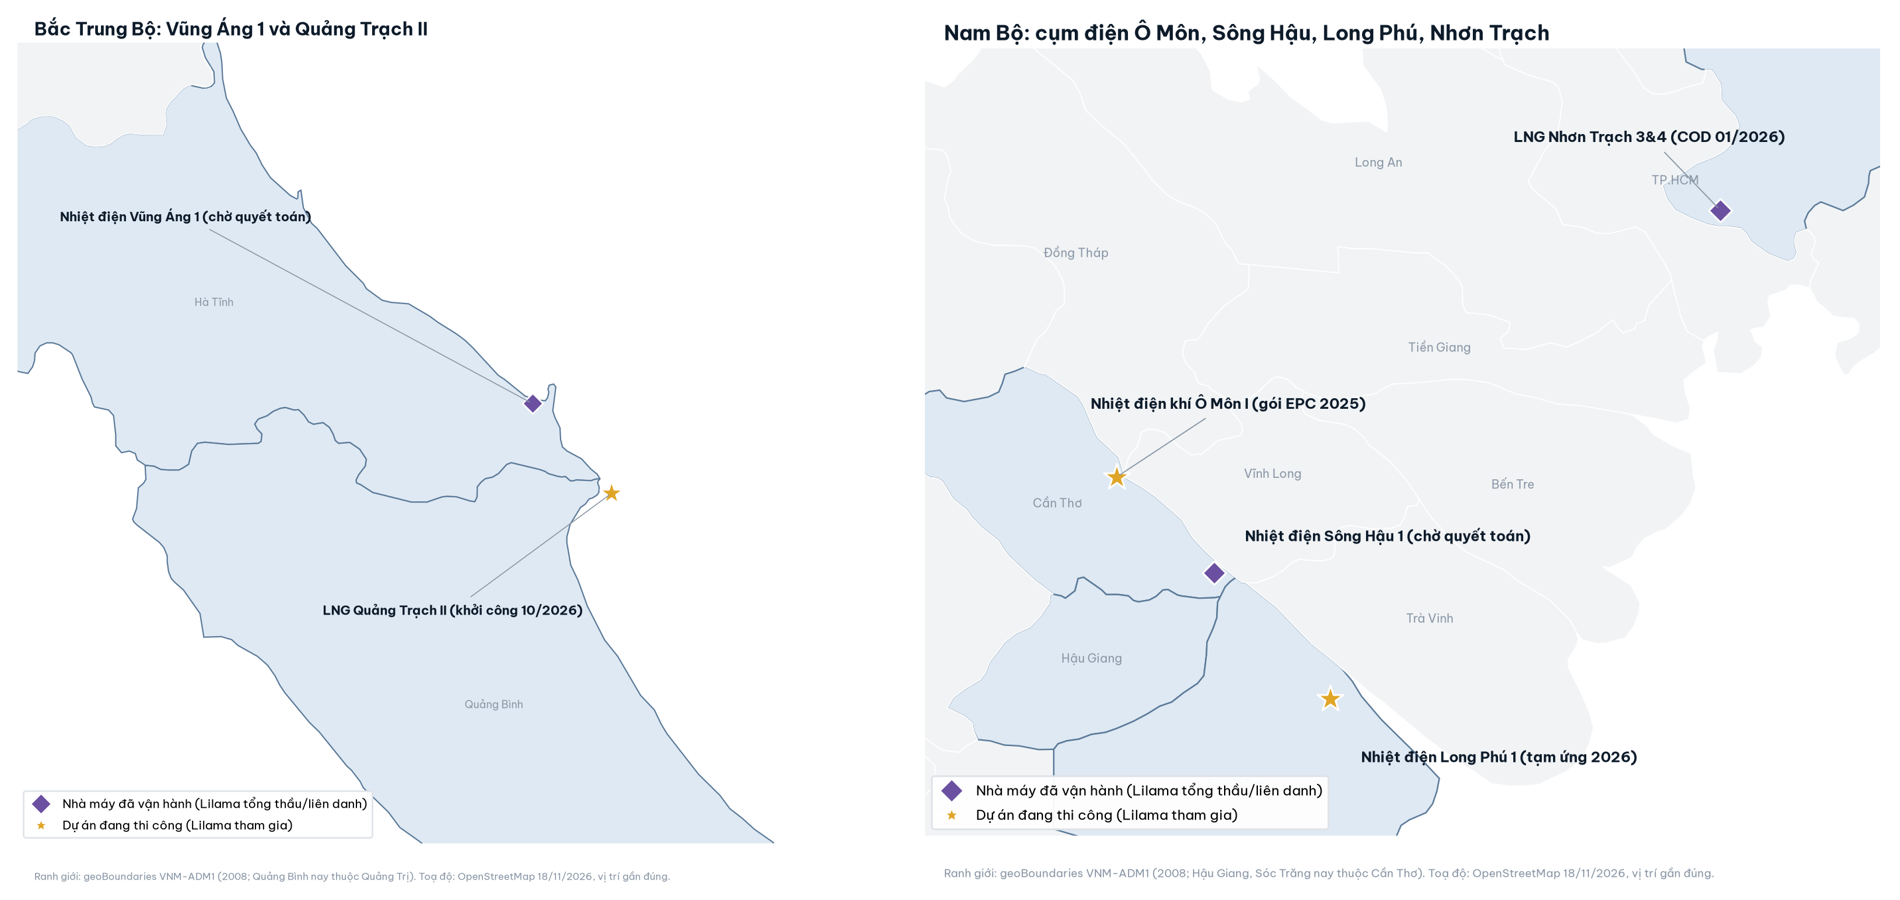 Bắc Trung Bộ: Vũng Áng 1 và Quảng Trạch II
Nhiệt điện Vũng Áng 1 (chờ quyết toán)
Hà Tĩnh
LNG Quảng Trạch II (khởi công 10/2026)
Quảng Bình
Nhà máy đã vận hành (Lilama tổng thầu/liên danh)
Dự án đang thi công (Lilama tham gia)
Ranh giới: geoBoundaries VNM-ADM1 (2008; Quảng Bình nay thuộc Quảng Trị). Toạ độ: OpenStreetMap 18/11/2026, vị trí gần đúng.
Nam Bộ: cụm điện Ô Môn, Sông Hậu, Long Phú, Nhơn Trạch
LNG Nhơn Trạch 3&4 (COD 01/2026)
Long An
TP.HCM
Đồng Tháp
Tiền Giang
Nhiệt điện khí Ô Môn I (gói EPC 2025)
Vĩnh Long
Bến Tre
Cần Thơ
Nhiệt điện Sông Hậu 1 (chờ quyết toán)
Trà Vinh
Hậu Giang
Nhiệt điện Long Phú 1 (tạm ứng 2026)
Nhà máy đã vận hành (Lilama tổng thầu/liên danh)
Dự án đang thi công (Lilama tham gia)
Ranh giới: geoBoundaries VNM-ADM1 (2008; Hậu Giang, Sóc Trăng nay thuộc Cần Thơ). Toạ độ: OpenStreetMap 18/11/2026, vị trí gần đúng.